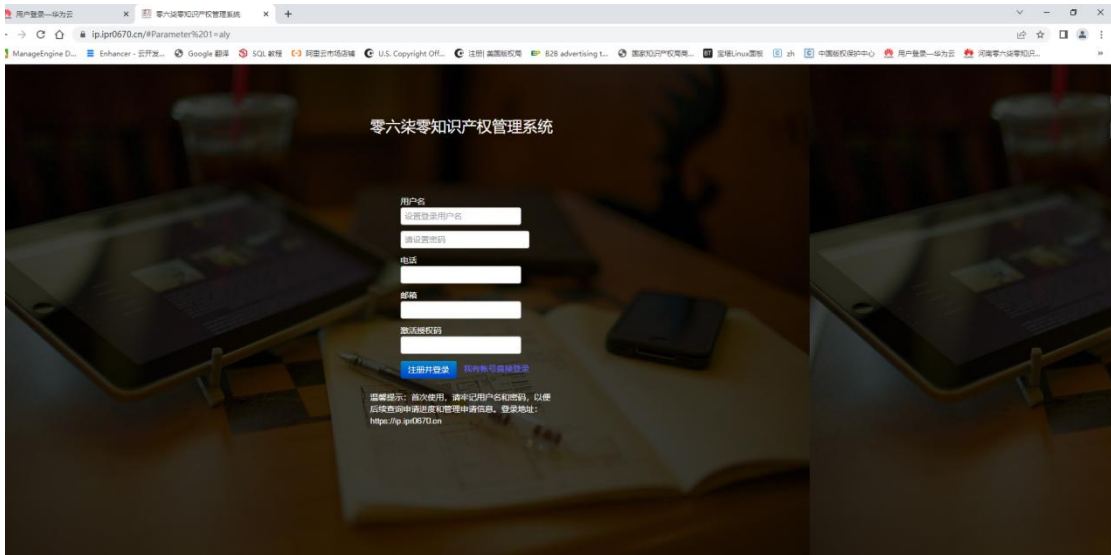 用户登录—华为云
零六柒零知识产权管理系统
ip.ipr0670.cn/#Parameter%201=aly
ManageEngine D...
Enhancer - 云开发...
Google 翻译
SQL 教程
阿里云市场店铺
U.S. Copyright Off...
注册| 美国版权局
B2B advertising t...
国家知识产权局商...
宝塔Linux面板
zh
中国版权保护中心
用户登录—华为云
河南零六柒零知识...
零六柒零知识产权管理系统
用户名
设置登录用户名
请设置密码
电话
邮箱
激活授权码
注册并登录 我有帐号直接登录
温馨提示：首次使用，请牢记用户名和密码，以便
后续查询申请进度和管理申请信息。登录地址：
https://ip.ipr0670.cn